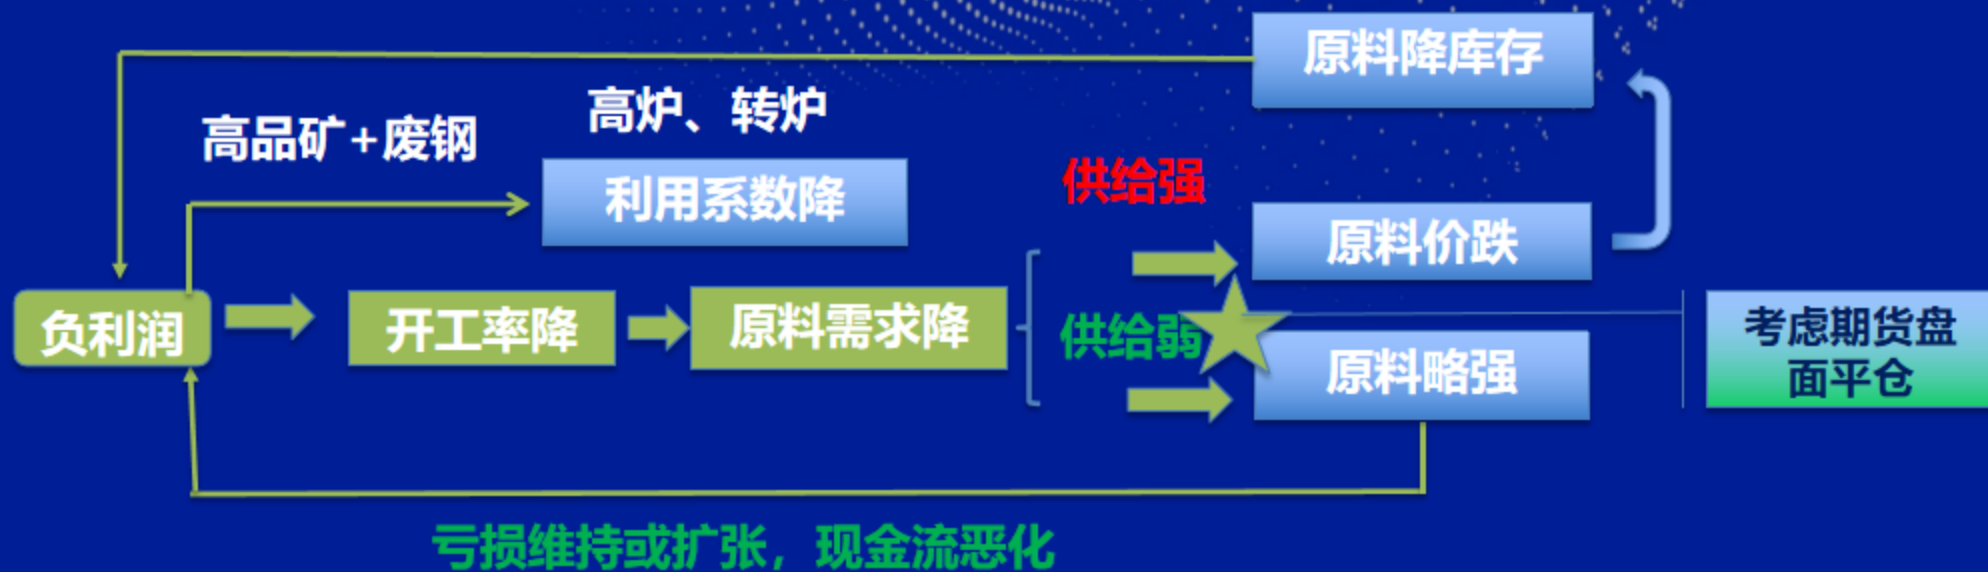 原料降库存
高炉、转炉
高品矿+废钢
供给强
利用系数降
原料价跌
负利润
开工率降
原料需求降
供给弱
原料略强
考虑期货盘
面平仓
亏损维持或扩张，现金流恶化